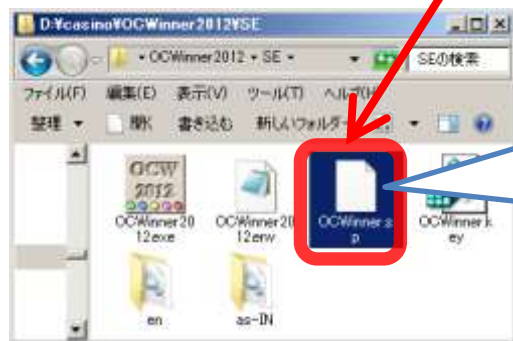 D:¥casino¥OCWinner2012¥SE
OCWinner2012 SE
SEの検索
ファイル(F) 編集(E) 表示(V) ツール(T) ヘルプ(H)
整理 開く 書き込む 新しいフォルダー
OCW
2012
OCWinner20
12exe
OCWinner20
12erw
OCWinner.s
p
OCWinner.k
ey
en
as-IN